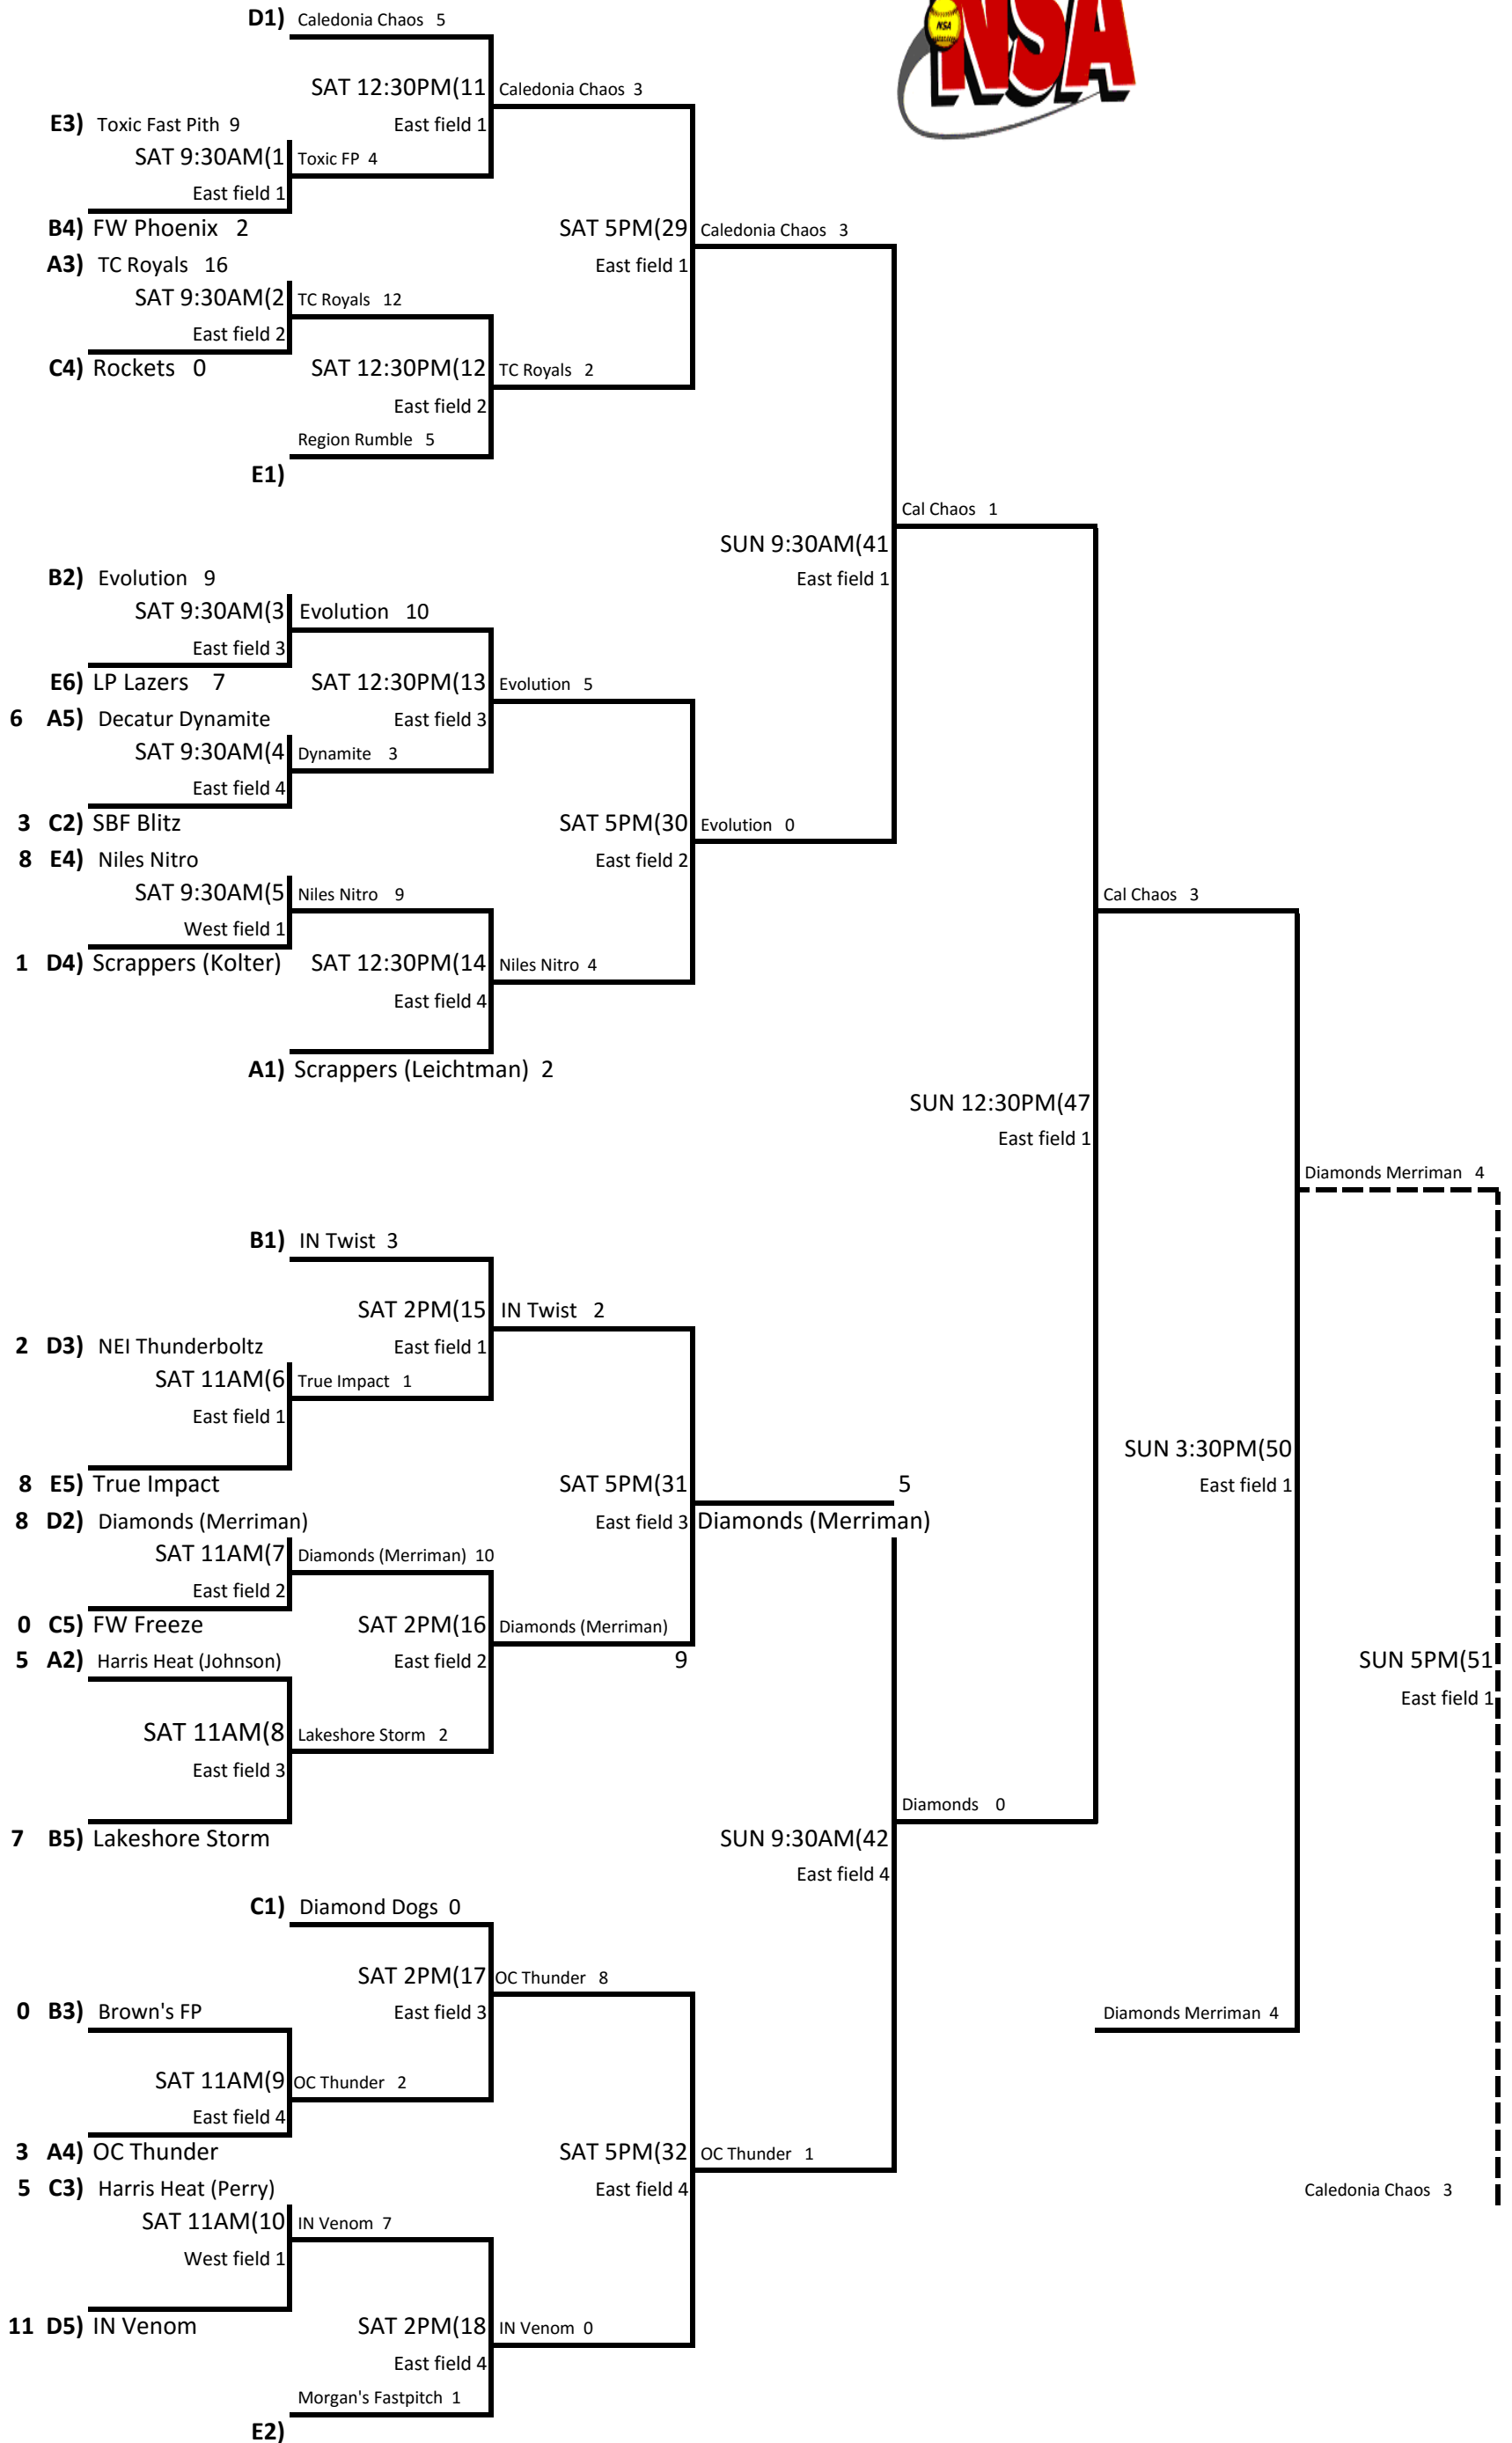 NSA
NSA
D1) Caledonia Chaos 5
SAT 12:30PM(11 Caledonia Chaos 3
E3) Toxic Fast Pith 9 East field 1
SAT 9:30AM(1 Toxic FP 4
East field 1
B4) FW Phoenix 2 SAT 5PM(29 Caledonia Chaos 3
A3) TC Royals 16 East field 1
SAT 9:30AM(2 TC Royals 12
East field 2
C4) Rockets 0 SAT 12:30PM(12 TC Royals 2
East field 2
Region Rumble 5
E1)
Cal Chaos 1
SUN 9:30AM(41
B2) Evolution 9 East field 1
SAT 9:30AM(3 Evolution 10
East field 3
E6) LP Lazers 7 SAT 12:30PM(13 Evolution 5
6 A5) Decatur Dynamite East field 3
SAT 9:30AM(4 Dynamite 3
East field 4
3 C2) SBF Blitz SAT 5PM(30 Evolution 0
8 E4) Niles Nitro East field 2
SAT 9:30AM(5 Niles Nitro 9 Cal Chaos 3
West field 1
1 D4) Scrappers (Kolter) SAT 12:30PM(14 Niles Nitro 4
East field 4
A1) Scrappers (Leichtman) 2
SUN 12:30PM(47
East field 1
Diamonds Merriman 4
B1) IN Twist 3
SAT 2PM(15 IN Twist 2
2 D3) NEI Thunderboltz East field 1
SAT 11AM(6 True Impact 1
East field 1
SUN 3:30PM(50
8 E5) True Impact SAT 5PM(31 5 East field 1
8 D2) Diamonds (Merriman) East field 3 Diamonds (Merriman)
SAT 11AM(7 Diamonds (Merriman) 10
East field 2
0 C5) FW Freeze SAT 2PM(16 Diamonds (Merriman)
5 A2) Harris Heat (Johnson) East field 2 9 SUN 5PM(51
East field 1
SAT 11AM(8 Lakeshore Storm 2
East field 3
Diamonds 0
7 B5) Lakeshore Storm SUN 9:30AM(42
East field 4
C1) Diamond Dogs 0
SAT 2PM(17 OC Thunder 8
0 B3) Brown's FP East field 3 Diamonds Merriman 4
SAT 11AM(9 OC Thunder 2
East field 4
3 A4) OC Thunder SAT 5PM(32 OC Thunder 1
5 C3) Harris Heat (Perry) East field 4 Caledonia Chaos 3
SAT 11AM(10 IN Venom 7
West field 1
11 D5) IN Venom SAT 2PM(18 IN Venom 0
East field 4
Morgan's Fastpitch 1
E2)